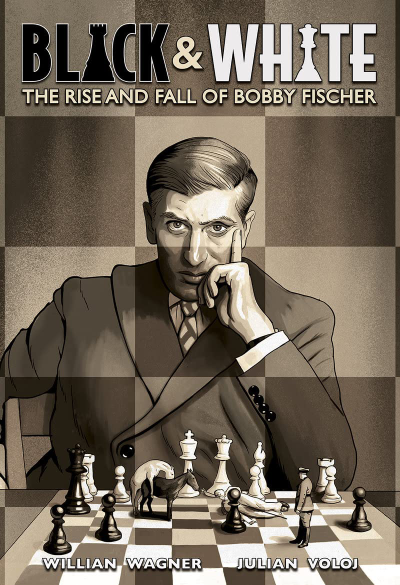 BLACK & WHITE
THE RISE AND FALL OF BOBBY FISCHER
WILLIAN WAGNER JULIAN VOLOJ